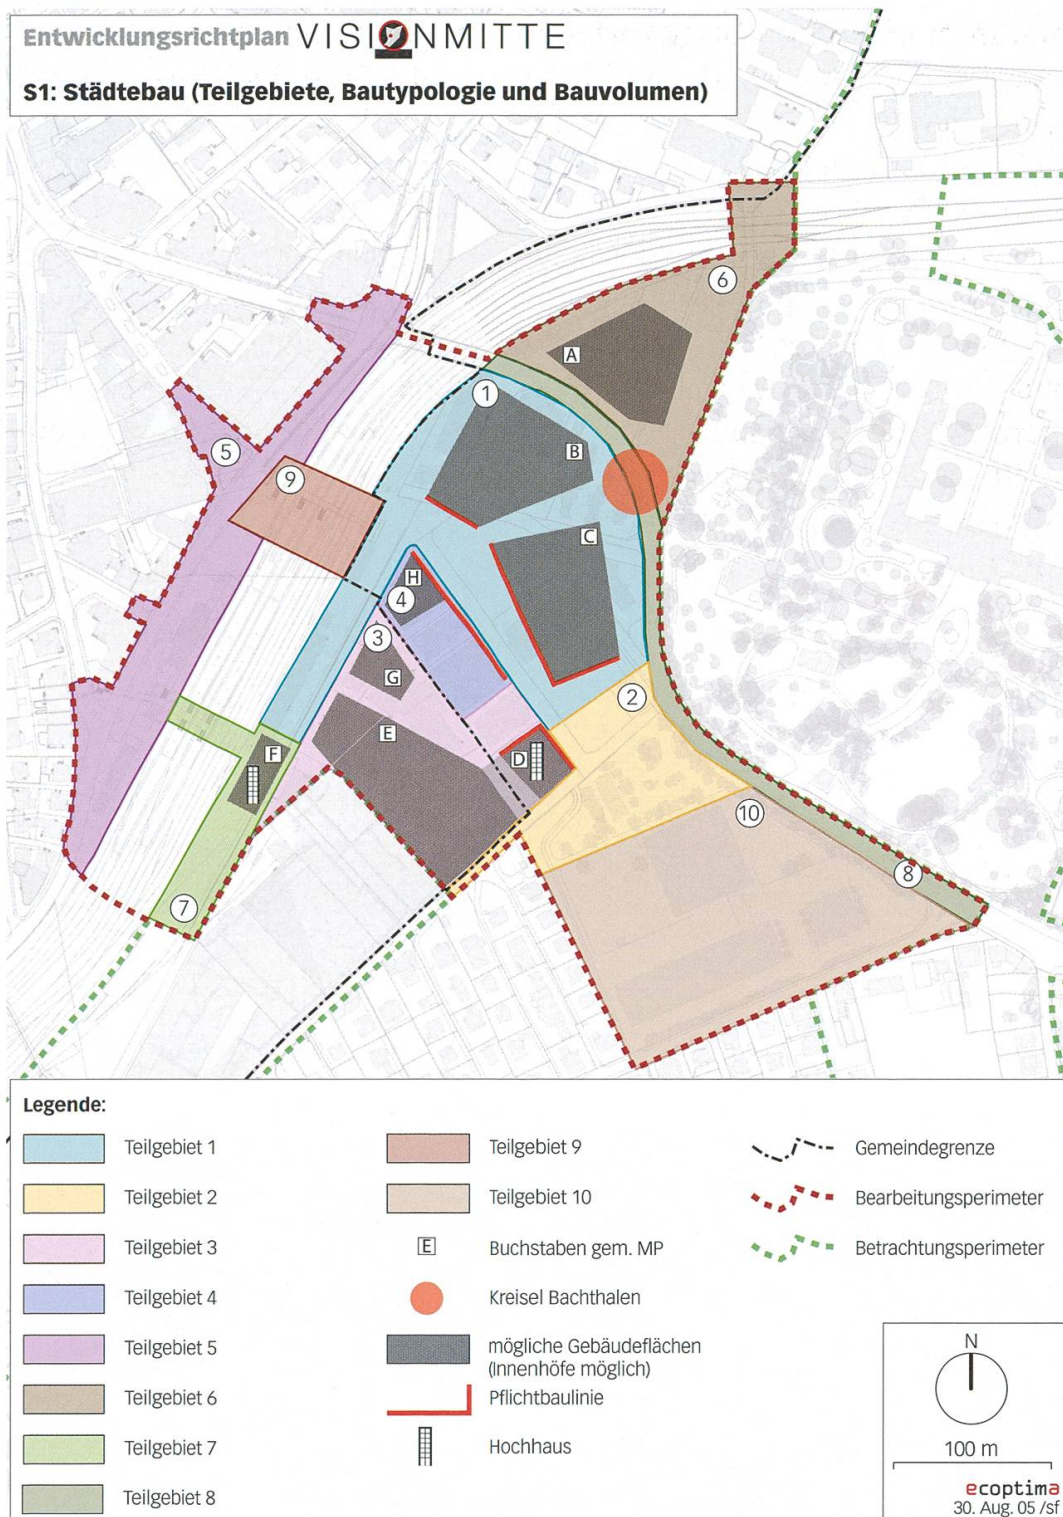 Entwicklungsrichtplan VISIONMITTE
S1: Städtebau (Teilgebiete, Bautypologie und Bauvolumen)
6
A
1
B
5
9
C
H
4
3
G
2
E
D
F
10
8
7
Legende:
Teilgebiet 1
Teilgebiet 2
Teilgebiet 3
Teilgebiet 4
Teilgebiet 5
Teilgebiet 6
Teilgebiet 7
Teilgebiet 8
Teilgebiet 9
Teilgebiet 10
E Buchstaben gem. MP
Kreisel Bachthalen
mögliche Gebäudeflächen
(Innenhöfe möglich)
Pflichtbaulinie
Hochhaus
Gemeindegrenze
Bearbeitungsperimeter
Betrachtungsperimeter
N
100 m
ecoptima
30. Aug. 05 /sf